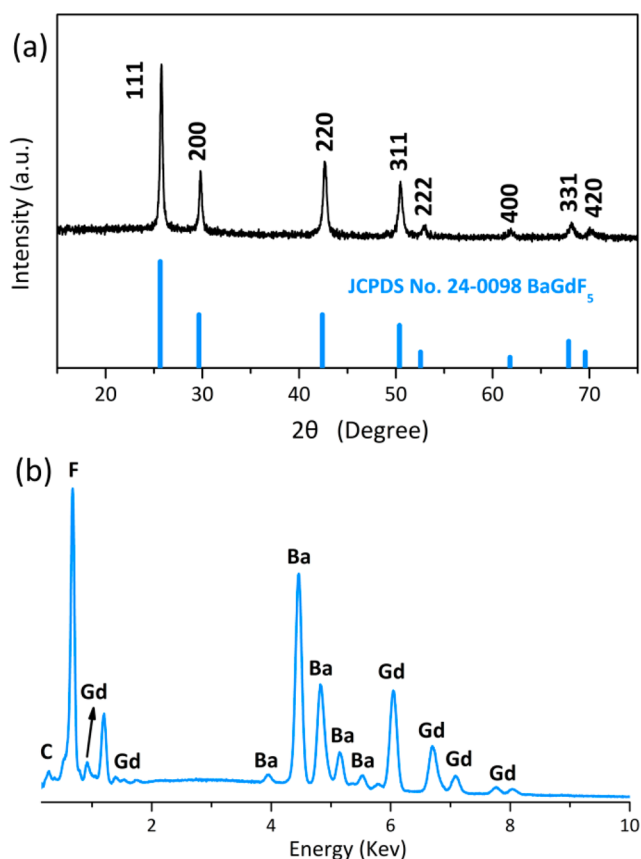 (a)
111
200
220
311
222
400
331
420
Intensity (a.u.)
JCPDS No. 24-0098 BaGdF₅
20 30 40 50 60 70
2θ (Degree)
(b)
F
Ba
Ba
Gd
Gd
C
Gd
Ba
Ba
Ba
Gd
Gd
Gd
2 4 6 8 10
Energy (Kev)